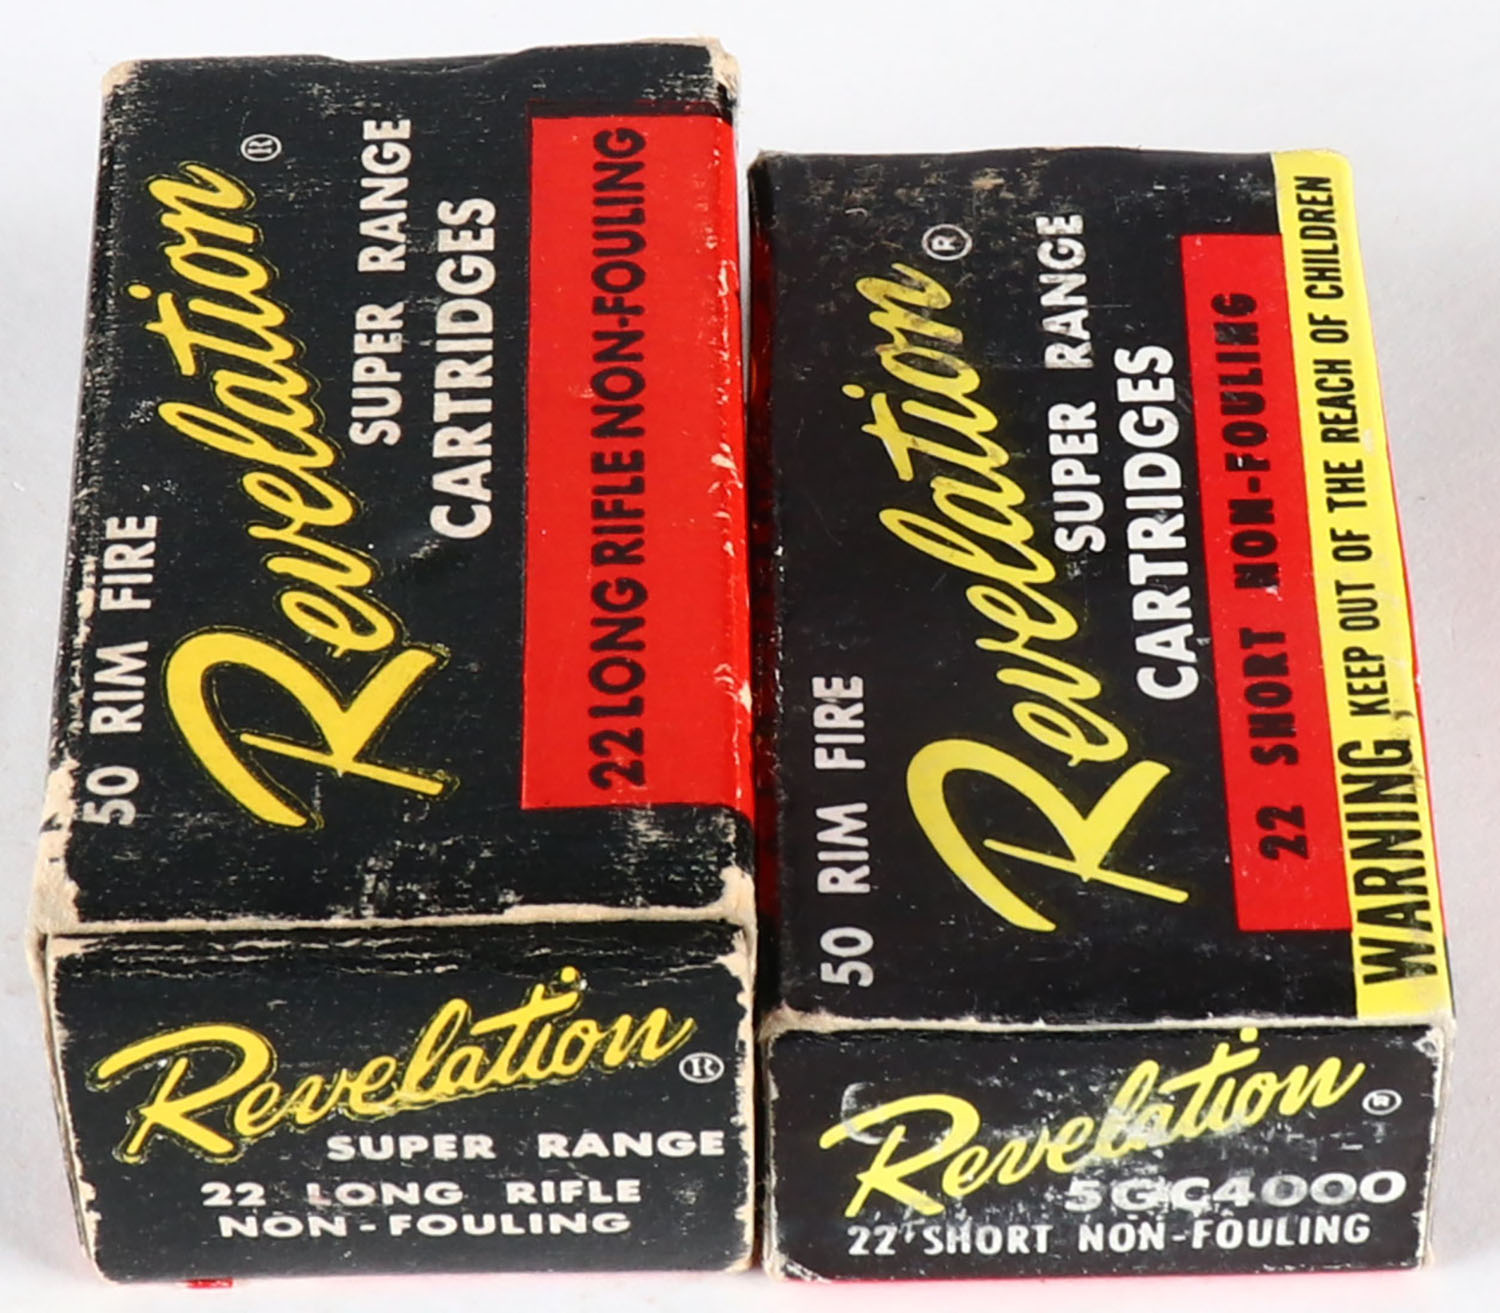 50 RIM FIRE
Revelation ®
SUPER RANGE
CARTRIDGES
22 LONG RIFLE NON-FOULING
Revelation ®
SUPER RANGE
22 LONG RIFLE
NON-FOULING
50 RIM FIRE
Revelation ®
SUPER RANGE
CARTRIDGES
22 SHORT NON-FOULING
WARNING KEEP OUT OF THE REACH OF CHILDREN
Revelation ®
5GC4000
22 SHORT NON-FOULING